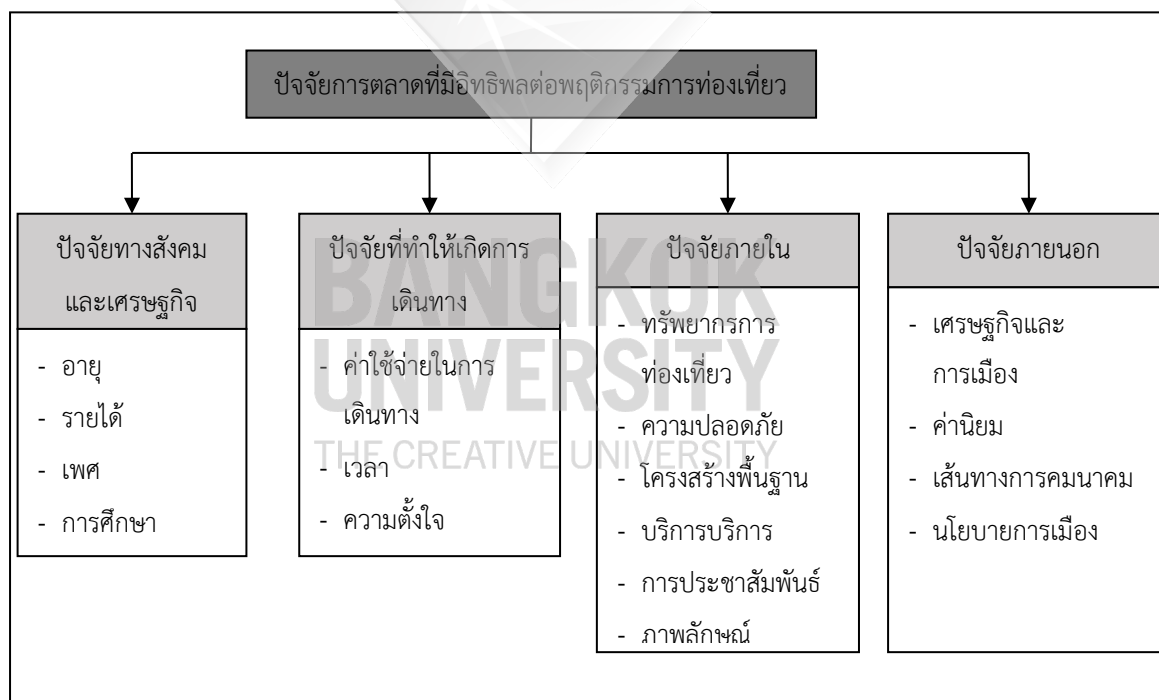 ปัจจัยการตลาดที่มีอิทธิพลต่อพฤติกรรมการท่องเที่ยว
ปัจจัยทางสังคม
และเศรษฐกิจ
- อายุ
- รายได้
- เพศ
- การศึกษา
ปัจจัยที่ทำให้เกิดการ
เดินทาง
- ค่าใช้จ่ายในการ
เดินทาง
- เวลา
- ความตั้งใจ
ปัจจัยภายใน
- ทรัพยากรการ
ท่องเที่ยว
- ความปลอดภัย
- โครงสร้างพื้นฐาน
- บริการบริการ
- การประชาสัมพันธ์
- ภาพลักษณ์
ปัจจัยภายนอก
- เศรษฐกิจและ
การเมือง
- ค่านิยม
- เส้นทางการคมนาคม
- นโยบายการเมือง
BANGKOK
UNIVERSITY
THE CREATIVE UNIVERSITY